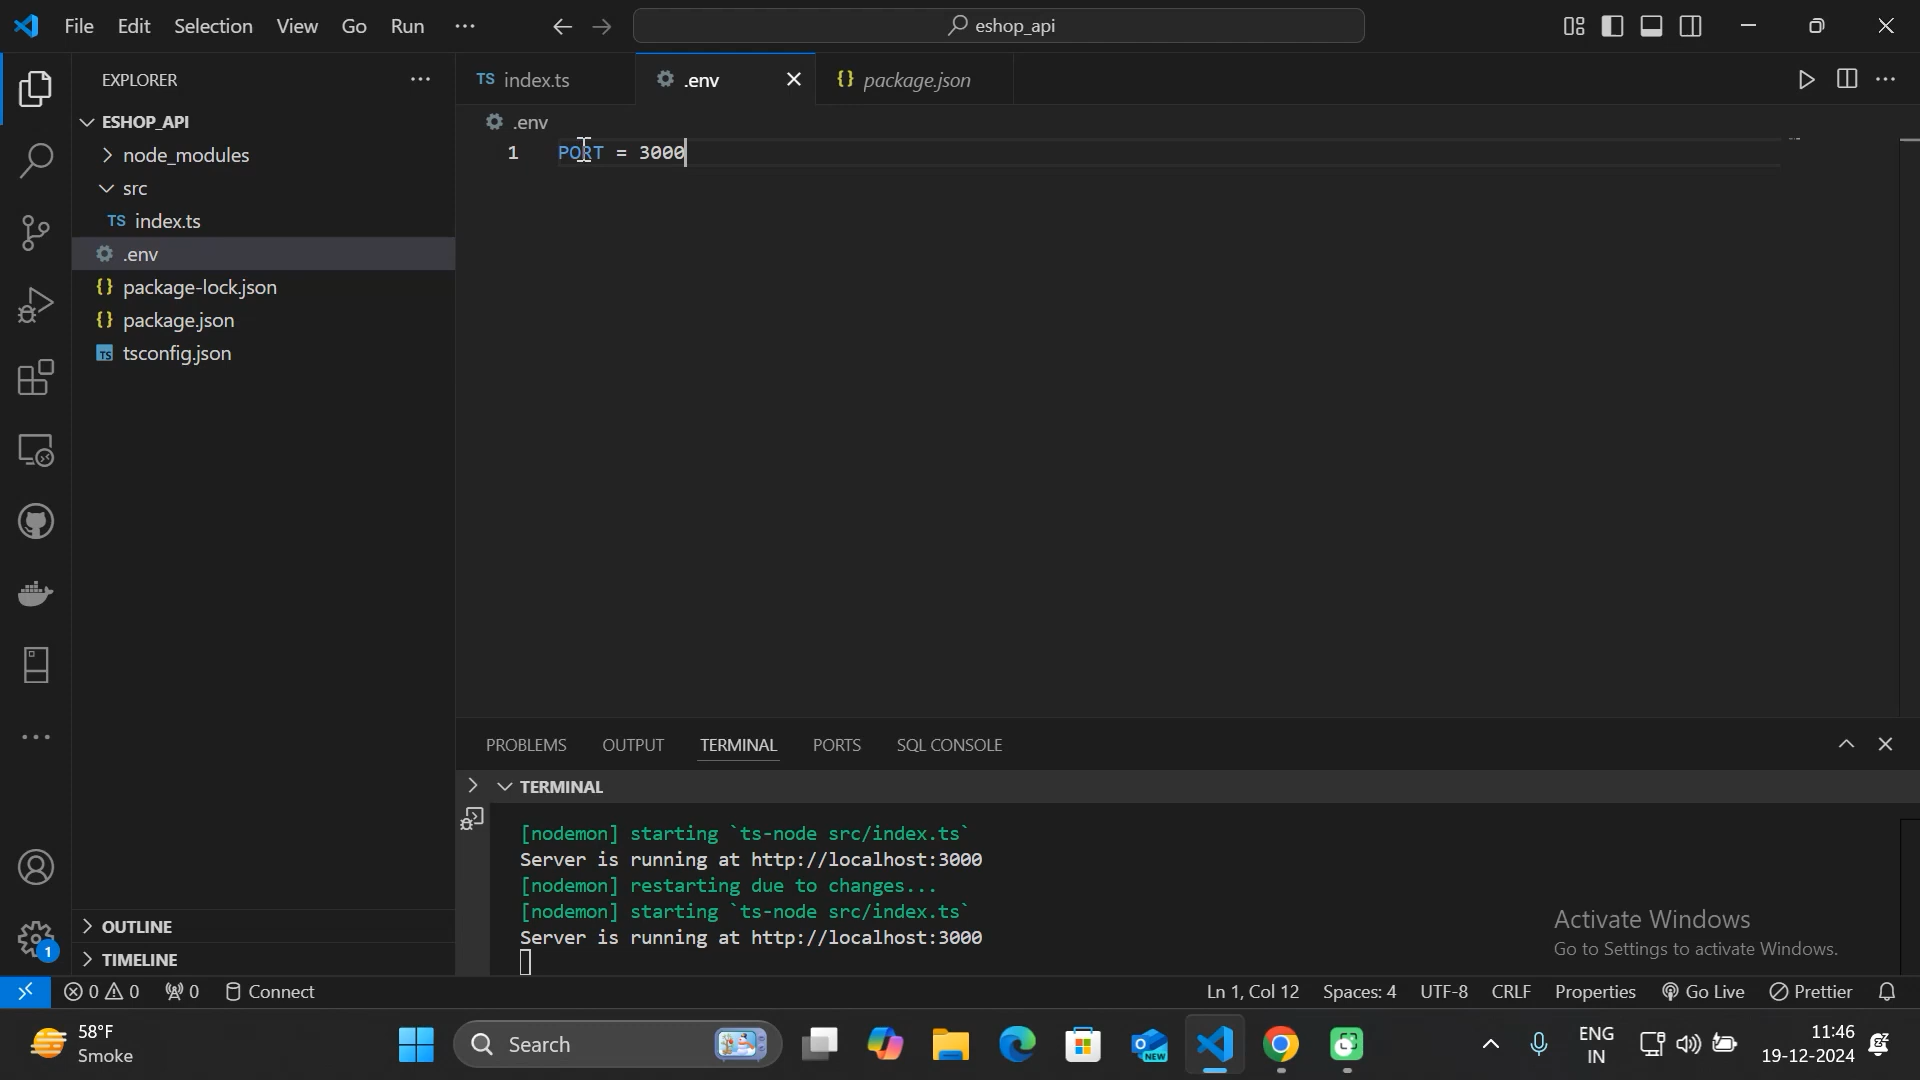 File Edit Selection View Go Run ···
eshop_api
EXPLORER
TS index.ts
.env
{} package.json
ESHOP_API
.env
node_modules
1 PORT = 3000
src
TS index.ts
.env
{} package-lock.json
{} package.json
TS tsconfig.json
PROBLEMS OUTPUT TERMINAL PORTS SQL CONSOLE
TERMINAL
[nodemon] starting `ts-node src/index.ts`
Server is running at http://localhost:3000
[nodemon] restarting due to changes...
[nodemon] starting `ts-node src/index.ts`
Server is running at http://localhost:3000
Activate Windows
Go to Settings to activate Windows.
OUTLINE
1
TIMELINE
0 0 0 Connect
Ln 1, Col 12 Spaces: 4 UTF-8 CRLF Properties Go Live Prettier
58°F
Smoke
Search
NEW
ENG
IN
11:46
19-12-2024